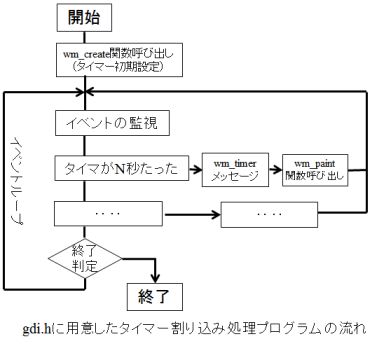 開始
wm_create関数呼び出し
(タイマー初期設定)
イベントの監視
イベントループ
タイマがN秒たった
wm_timer
メッセージ
wm_paint
関数呼び出し
‥‥
‥‥
終了
判定
終了
gdi.hに用意したタイマー割り込み処理プログラムの流れ